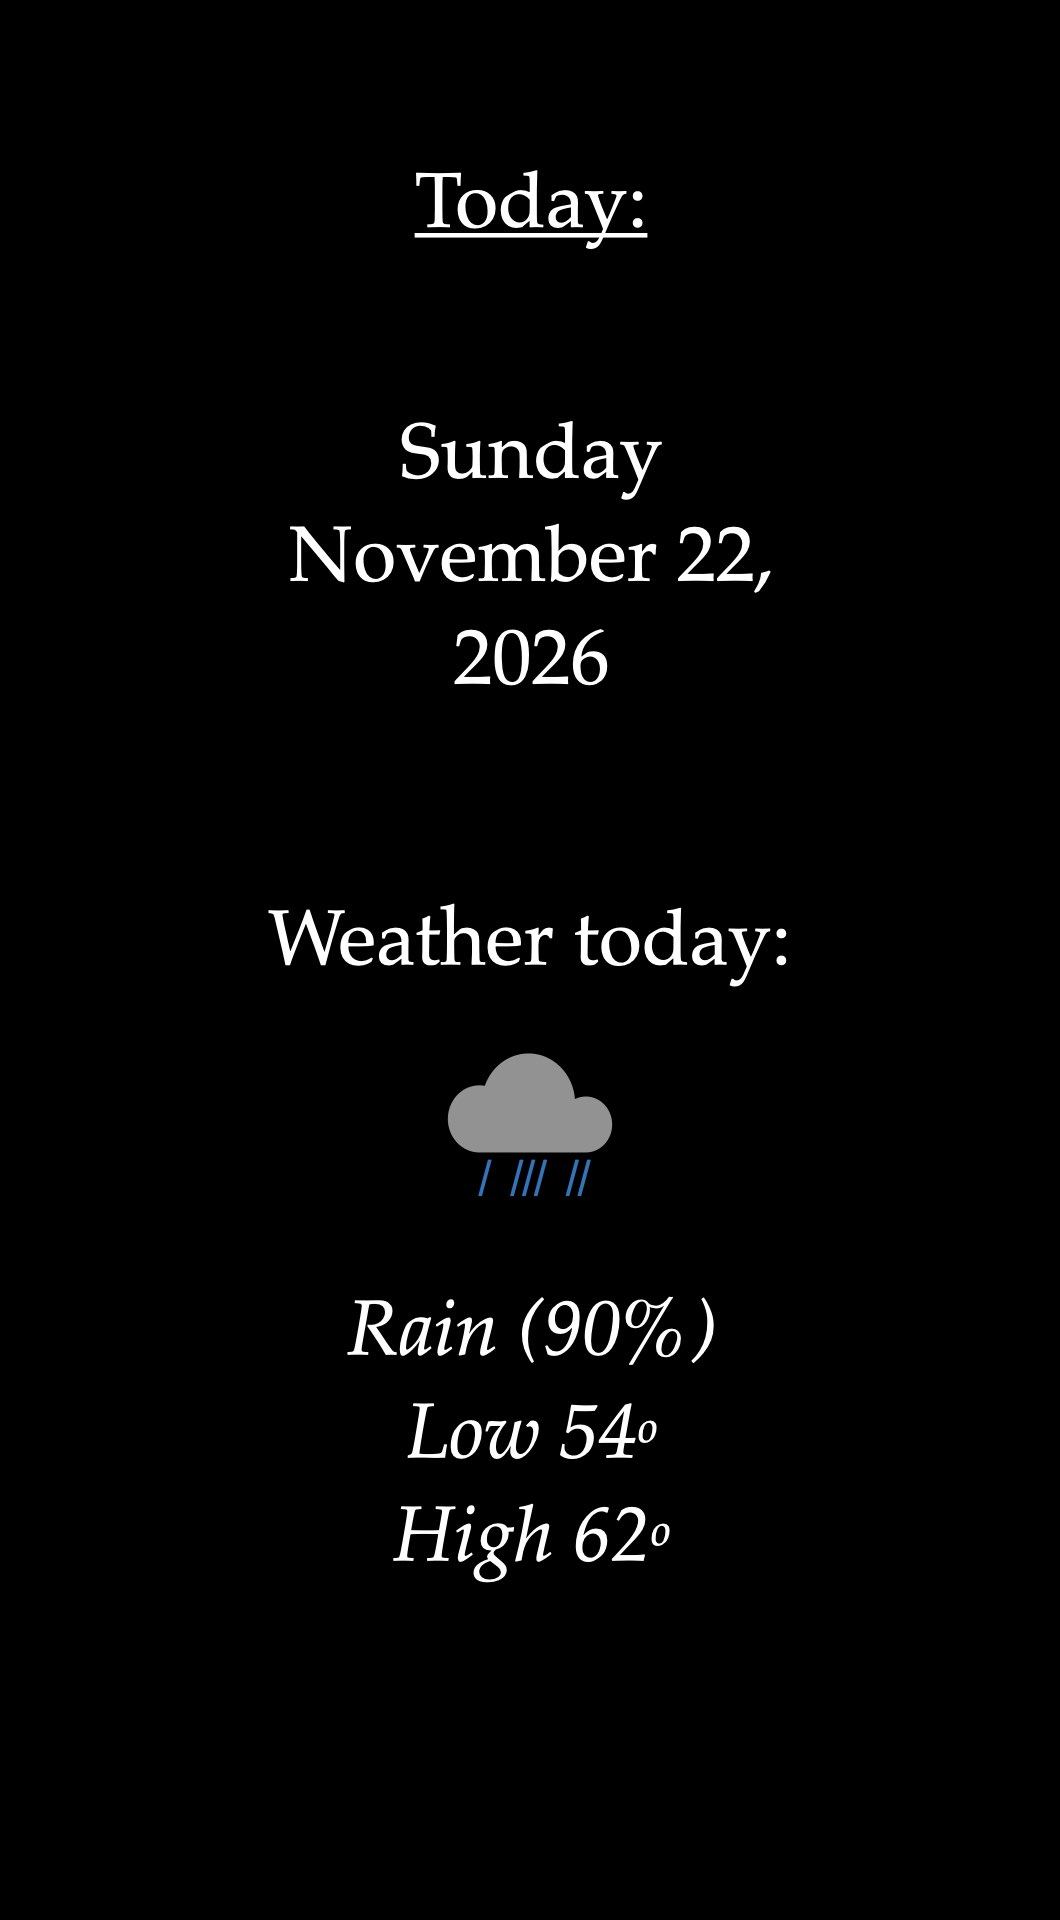 Today:
Sunday
November 22,
2026
Weather today:
Rain (90%)
Low 54º
High 62º